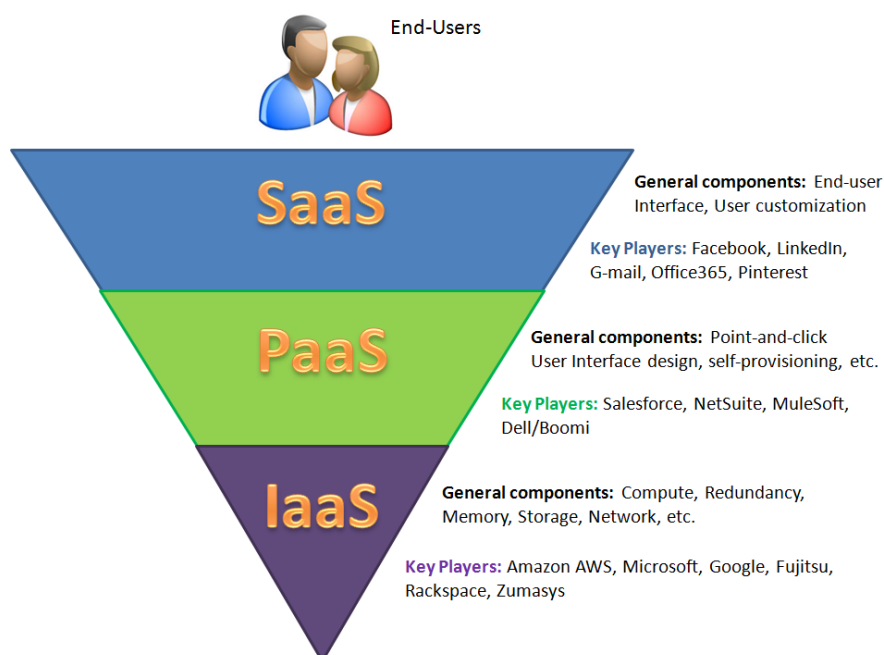 End-Users
SaaS
General components: End-user
Interface, User customization
Key Players: Facebook, LinkedIn,
G-mail, Office365, Pinterest
PaaS
General components: Point-and-click
User Interface design, self-provisioning, etc.
Key Players: Salesforce, NetSuite, MuleSoft,
Dell/Boomi
IaaS
General components: Compute, Redundancy,
Memory, Storage, Network, etc.
Key Players: Amazon AWS, Microsoft, Google, Fujitsu,
Rackspace, Zumasys